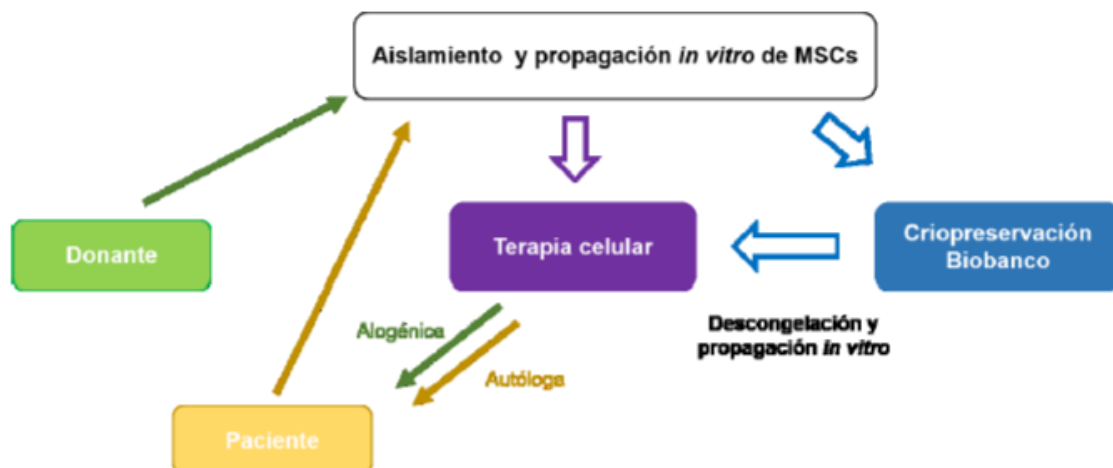 Aislamiento y propagación in vitro de MSCs
Donante
Terapia celular
Criopreservación
Biobanco
Alogénica
Autóloga
Descongelación y
propagación in vitro
Paciente